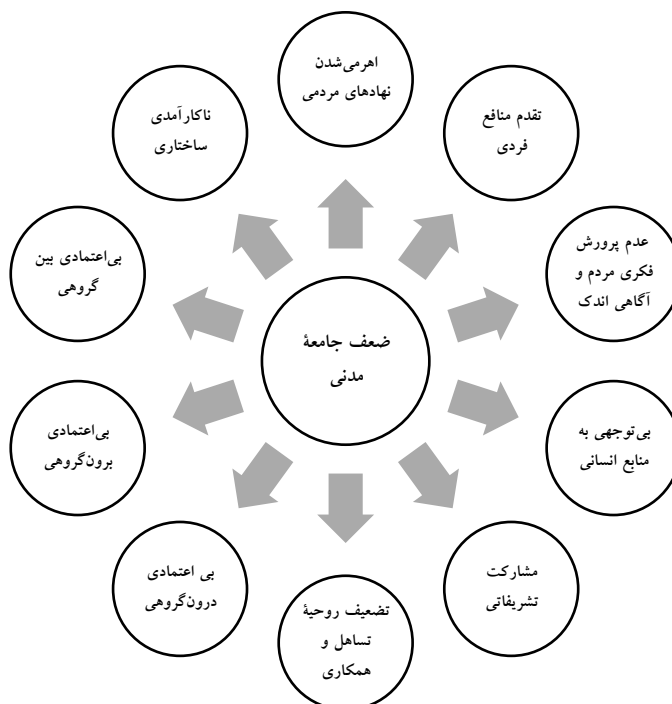 اهرمی‌شدن
نهادهای مردمی
تقدم منافع
فردی
عدم پرورش
فکری مردم و
آگاهی اندک
بی‌توجهی به
منابع انسانی
مشارکت
تشریفاتی
تضعیف روحیۀ
تساهل و
همکاری
بی اعتمادی
درون‌گروهی
بی‌اعتمادی
برون‌گروهی
بی‌اعتمادی بین
گروهی
ناکارآمدی
ساختاری
ضعف جامعۀ
مدنی